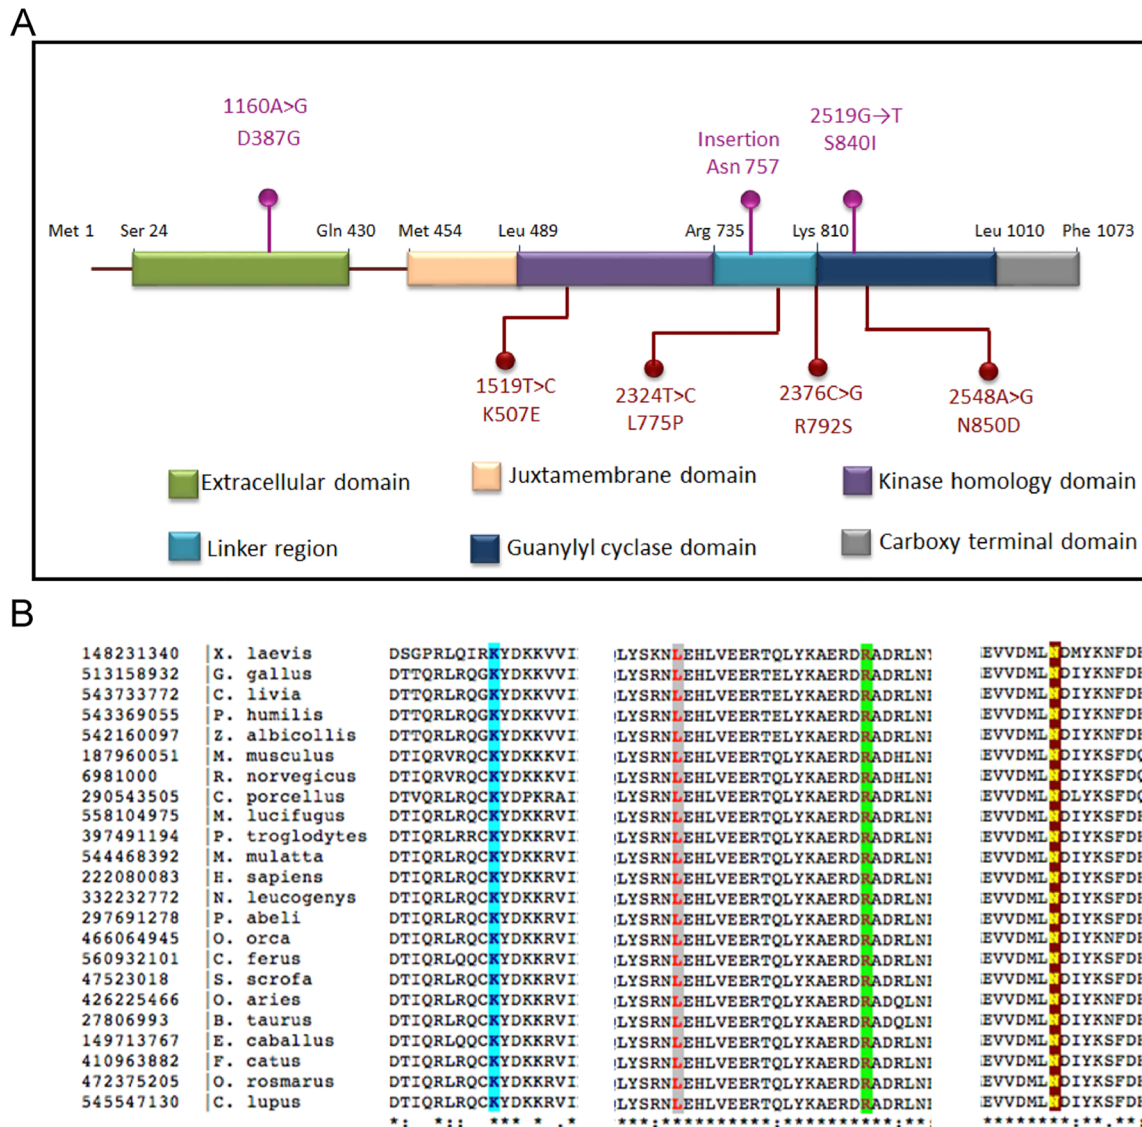 A
1160A>G
D387G
2519G→T
S840I
Insertion
Asn 757
Met 1 Ser 24 Gln 430 Met 454 Leu 489 Arg 735 Lys 810 Leu 1010 Phe 1073
1519T>C
K507E
2324T>C
L775P
2376C>G
R792S
2548A>G
N850D
Extracellular domain Juxtamembrane domain Kinase homology domain
Linker region Guanylyl cyclase domain Carboxy terminal domain
B
148231340 |X. laevis DSGPRLQIRKYDKKVVI LYSKNLEHLVEERTQLYKAERDRADRLN EVVDMLNDMYKNFD
513158932 |G. gallus DTTQRLRQGKYDKKVVI LYSRNLEHLVEERTELYKAERDRADRLN EVVDMLNDIYKNFD
543733772 |C. livia DTTQRLRQGKYDKKVVI LYSRNLEHLVEERTELYKAERDRADRLN EVVDMLNDIYKNFD
543369055 |P. humilis DTTQRLRQGKYDKKVVI LYSRNLEHLVEERTELYKAERDRADRLN EVVDMLNDIYKNFD
542160097 |Z. albicollis DTTQRLRQGKYDKKVVI LYSRNLEHLVEERTELYKAERDRADRLN EVVDMLNDIYKNFD
187960051 |M. musculus DTIQRVRQCKYDKKRVI LYSRNLEHLVEERTQLYKAERDRADHLN EVVDMLNDIYKSFDQ
6981000 |R. norvegicus DTIQRVRQCKYDKKRVI LYSRNLEHLVEERTQLYKAERDRADHLN EVVDMLNDIYKSFDQ
290543505 |C. porcellus DTVQRLRQCKYDPKRAI LYSRNLEHLVEERTQLYKAERDRADRLN EVVDMLNDLYKSFDQ
558104975 |M. lucifugus DTIQRLRQCKYDKKRVI LYSRNLEHLVEERTQLYKAERDRADRLN EVVDMLNDIYKSFD
397491194 |P. troglodytes DTIQRLRRCKYDKKRVI LYSRNLEHLVEERTQLYKAERDRADRLN EVVDMLNDIYKSFD
544468392 |M. mulatta DTIQRLRQCKYDKKRVI LYSRNLEHLVEERTQLYKAERDRADRLN EVVDMLNDIYKSFD
222080083 |H. sapiens DTIQRLRQCKYDKKRVI LYSRNLEHLVEERTQLYKAERDRADRLN EVVDMLNDIYKSFD
332232772 |N. leucogenys DTIQRLRQCKYDKKRVI LYSRNLEHLVEERTQLYKAERDRADRLN EVVDMLNDIYKSFD
297691278 |P. abeli DTIQRLRQCKYDKKRVI LYSRNLEHLVEERTQLYKAERDRADRLN EVVDMLNDIYKSFD
466064945 |O. orca DTIQRLRQCKYDKKRVI LYSRNLEHLVEERTQLYKAERDRADRLN EVVDMLNDIYKNFD
560932101 |C. ferus DTIQRLQQCKYDKKRVI LYSRNLEHLVEERTQLYKAERDRADRLN EVVDMLNDIYKSFD
47523018 |S. scrofa DTIQRLRQCKYDKKRVI LYSRNLEHLVEERTQLYKAERDRADRLN EVVDMLNDIYKSFD
426225466 |O. aries DTIQRLRQCKYDKKRVI LYSRNLEHLVEERTQLYKAERDRADQLN EVVDMLNDIYKNFD
27806993 |B. taurus DTIQRLRQCKYDKKRVI LYSRNLEHLVEERTQLYKAERDRADQLN EVVDMLNDIYKNFD
149713767 |E. caballus DTIQRLQQCKYDKKRVI LYSRNLEHLVEERTQLYKAERDRADRLN EVVDMLNDIYKSFD
410963882 |F. catus DTIQRLRQCKYDKKRVI LYSRNLEHLVEERTQLYKAERDRADRLN EVVDMLNDIYKSFD
472375205 |O. rosmarus DTIQRLRQCKYDKKRVI LYSRNLEHLVEERTQLYKAERDRADRLN EVVDMLNDIYKSFD
545547130 |C. lupus DTIQRLRQCKYDKKRVI LYSRNLEHLVEERTQLYKAERDRADRLN EVVDMLNDIYKSFD
*: *:: *** * .* ***:**********:************:** *********:**.**